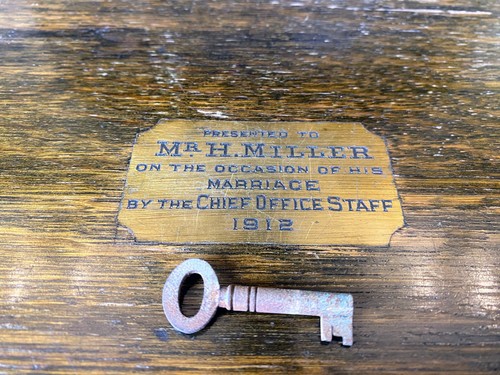 PRESENTED TO
MR H. MILLER
ON THE OCCASION OF HIS
MARRIAGE
BY THE CHIEF OFFICE STAFF
1912